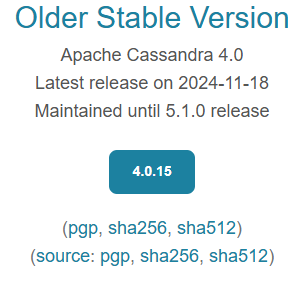 Older Stable Version
Apache Cassandra 4.0
Latest release on 2024-11-18
Maintained until 5.1.0 release
4.0.15
(pgp, sha256, sha512)
(source: pgp, sha256, sha512)